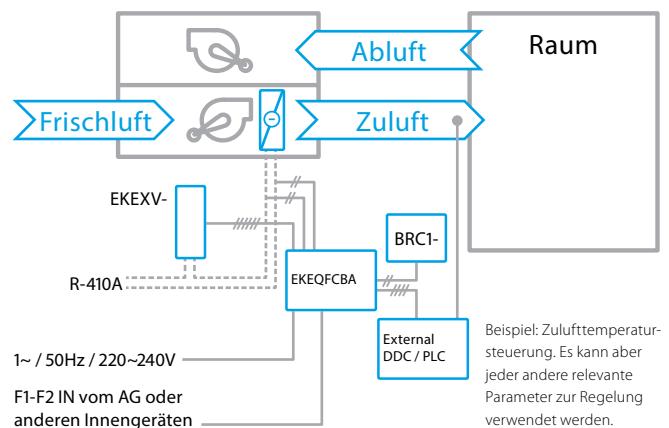 Abluft
Raum
Frischluft
Zuluft
EKEXV-
BRC1-
R-410A
EKEQFCBA
External
DDC / PLC
1~ / 50Hz / 220~240V
F1-F2 IN vom AG oder
anderen Innengeräten
Beispiel: Zulufttemperatur-
steuerung. Es kann aber
jeder andere relevante
Parameter zur Regelung
verwendet werden.